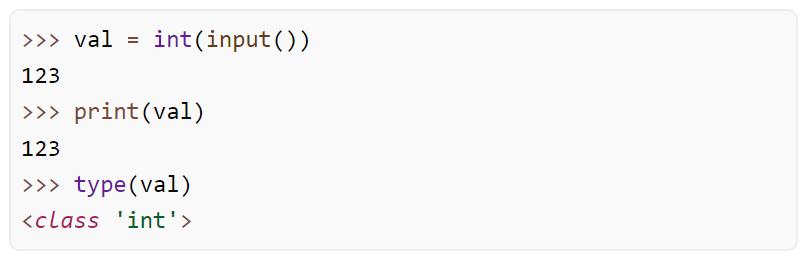 >>> val = int(input())
123
>>> print(val)
123
>>> type(val)
<class 'int'>